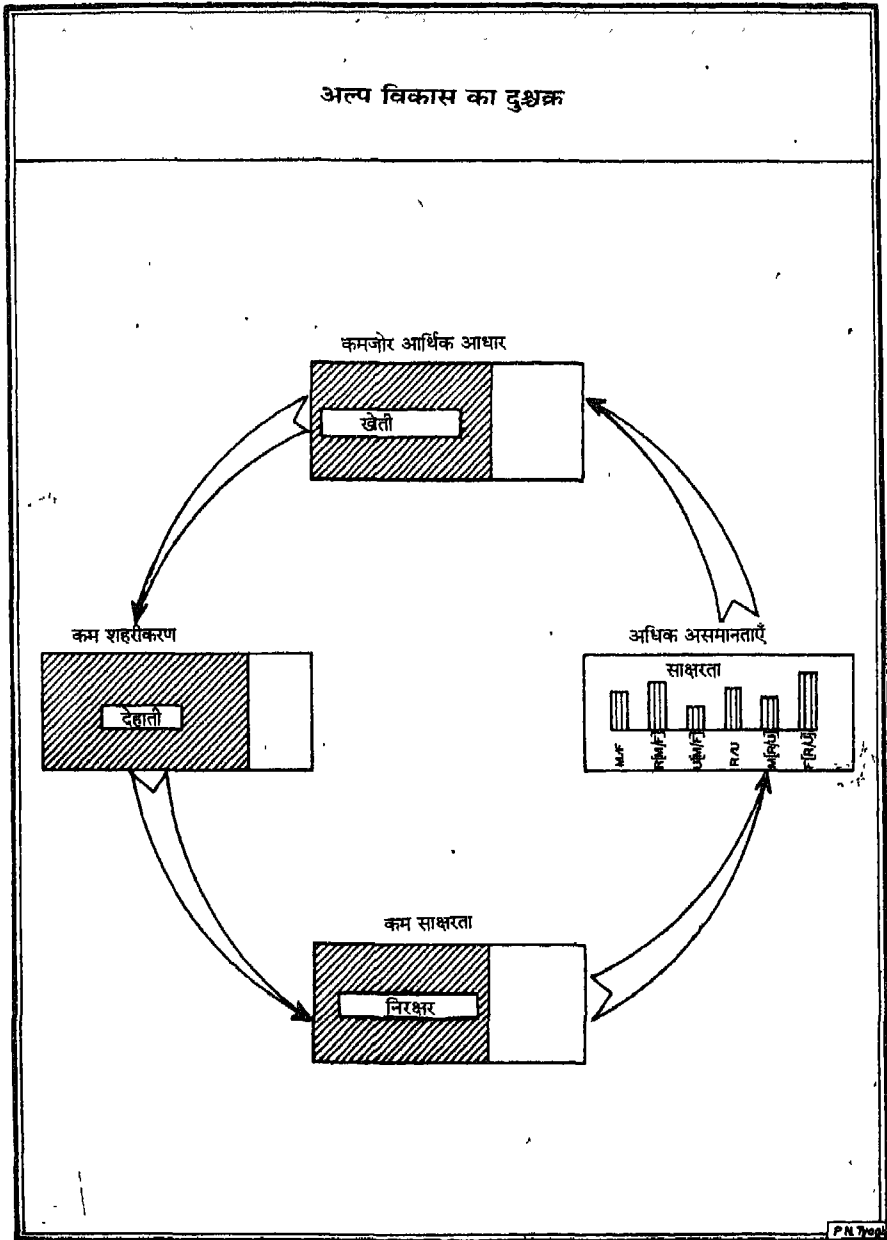 अल्प विकास का दुश्चक्र
कमजोर आर्थिक आधार
खेती
कम शहरीकरण
देहाती
अधिक असमानताएँ
साक्षरता
M/F
R[M/F]
U[M/F]
R/U
M[R/U]
F[R/U]
कम साक्षरता
निरक्षर
P.N. Tyagi